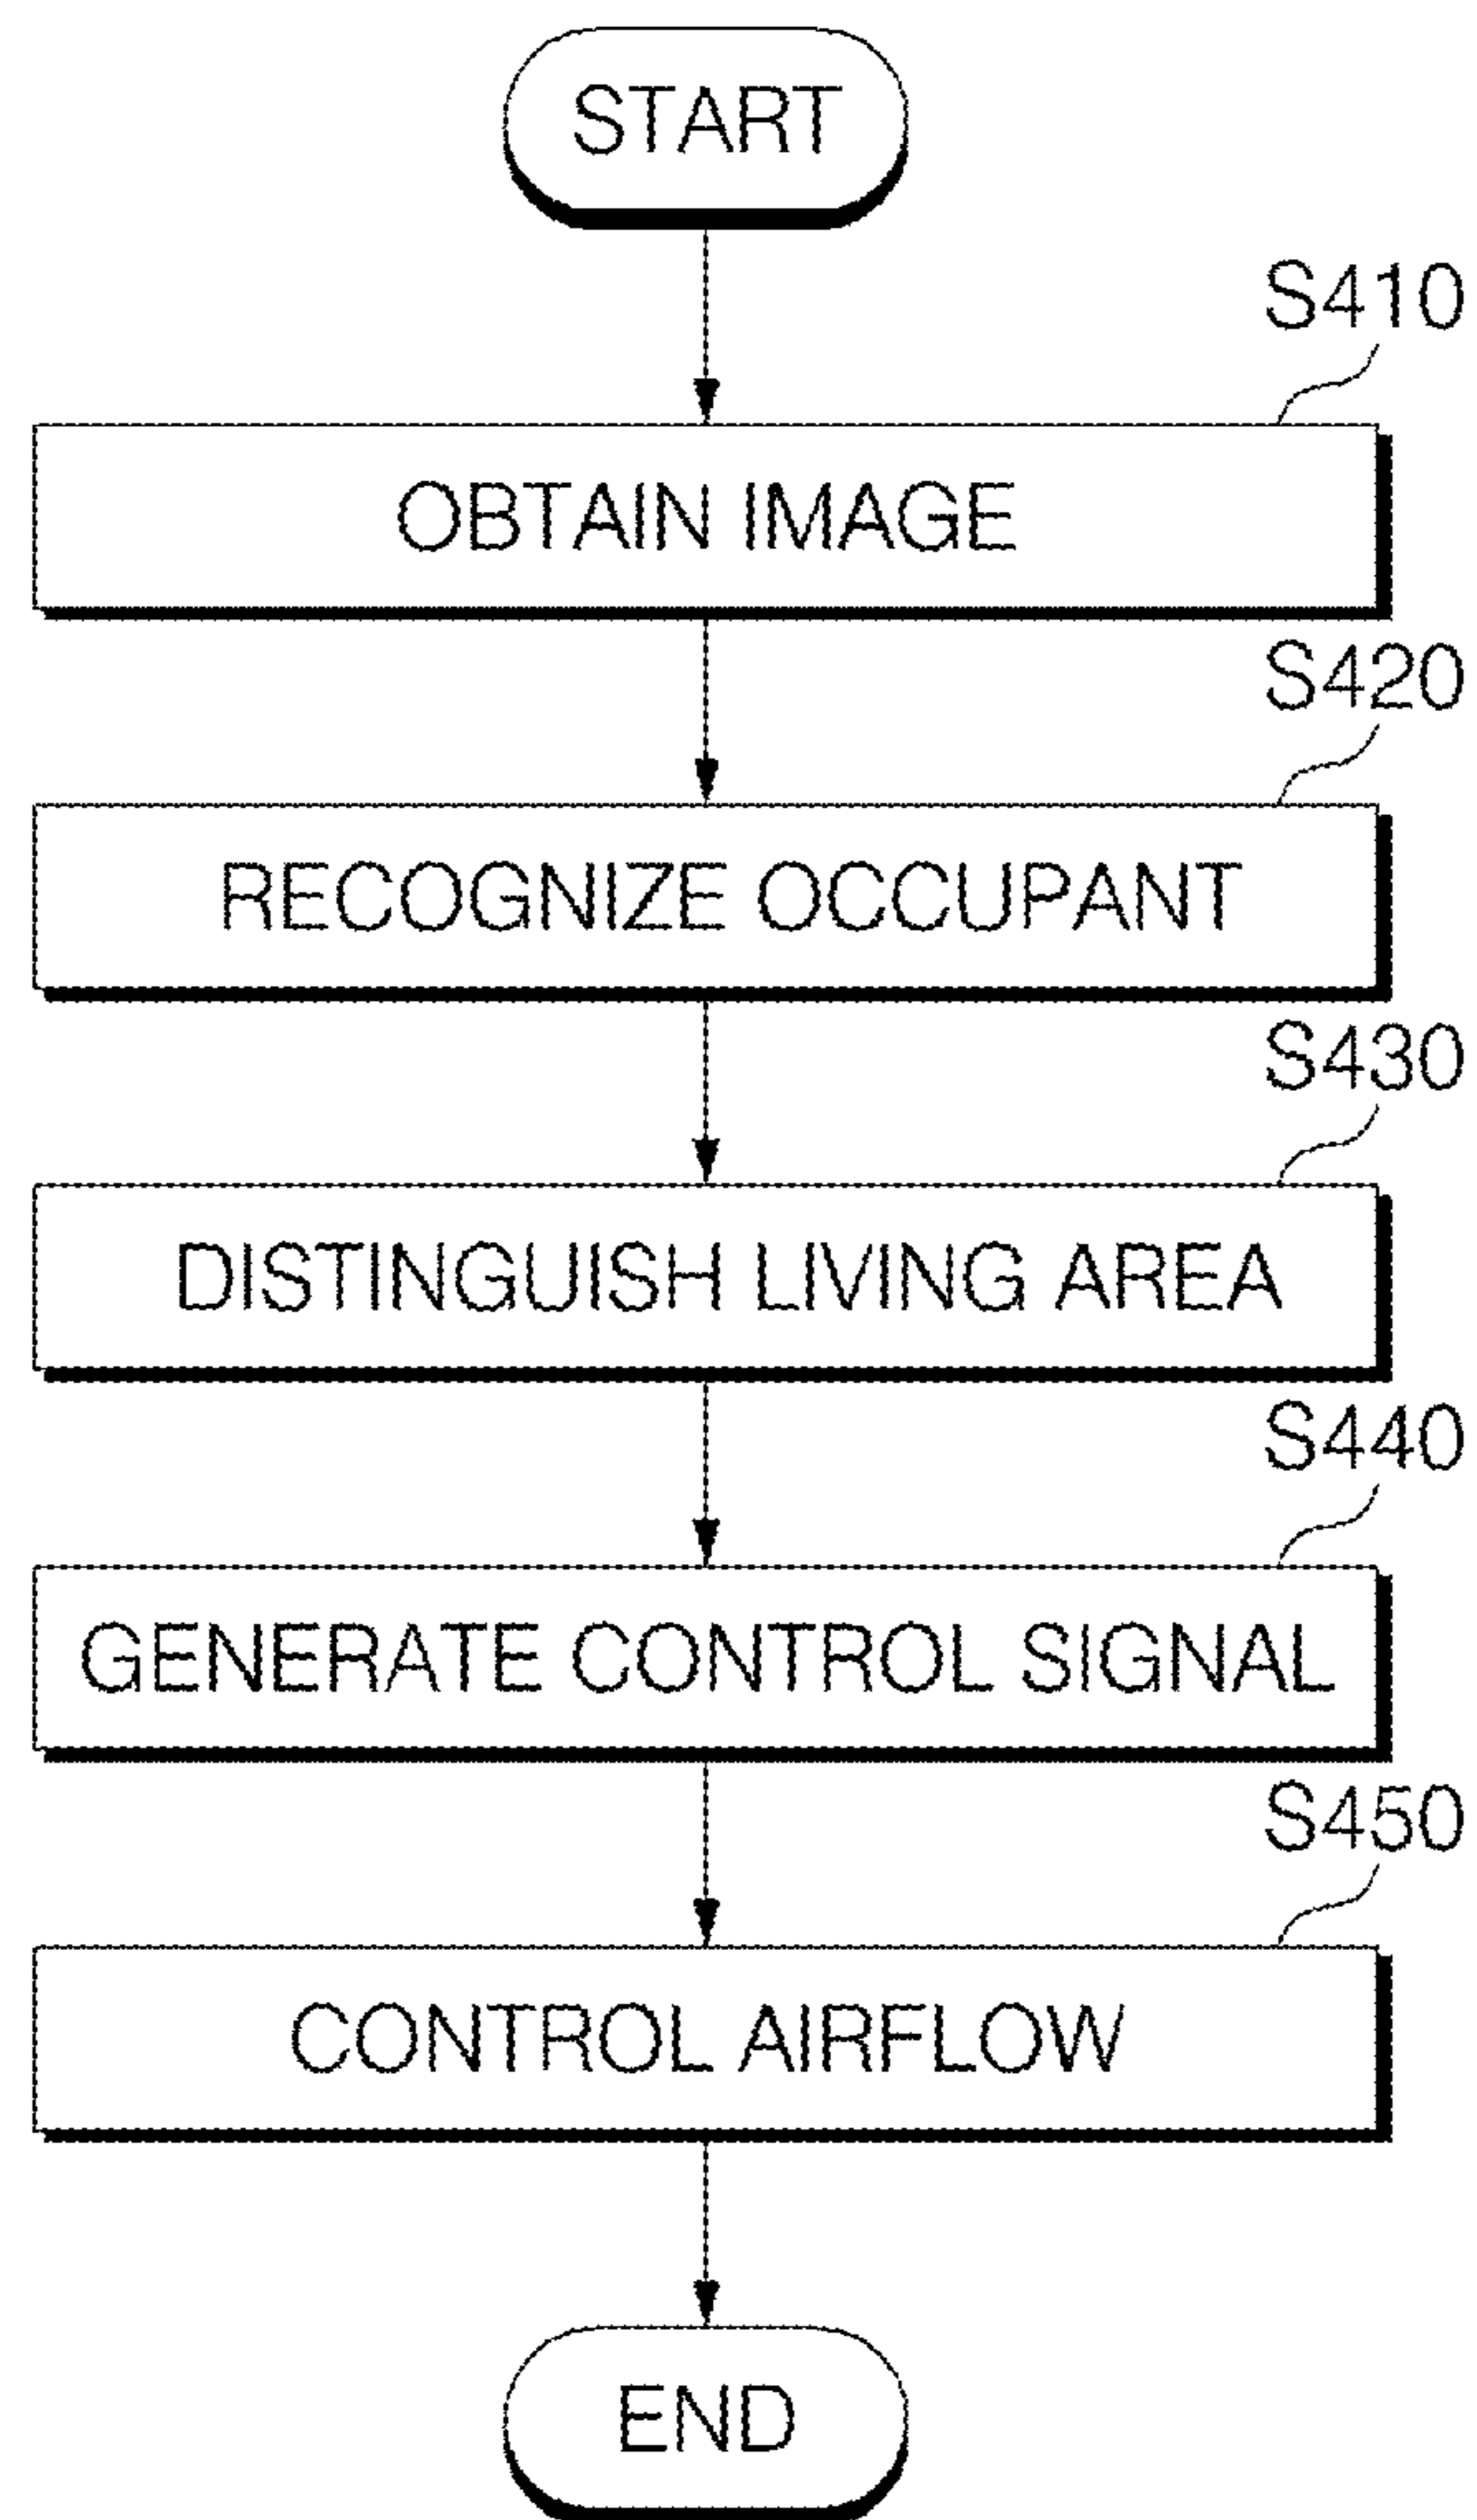 START
S410
OBTAIN IMAGE
S420
RECOGNIZE OCCUPANT
S430
DISTINGUISH LIVING AREA
S440
GENERATE CONTROL SIGNAL
S450
CONTROL AIRFLOW
END